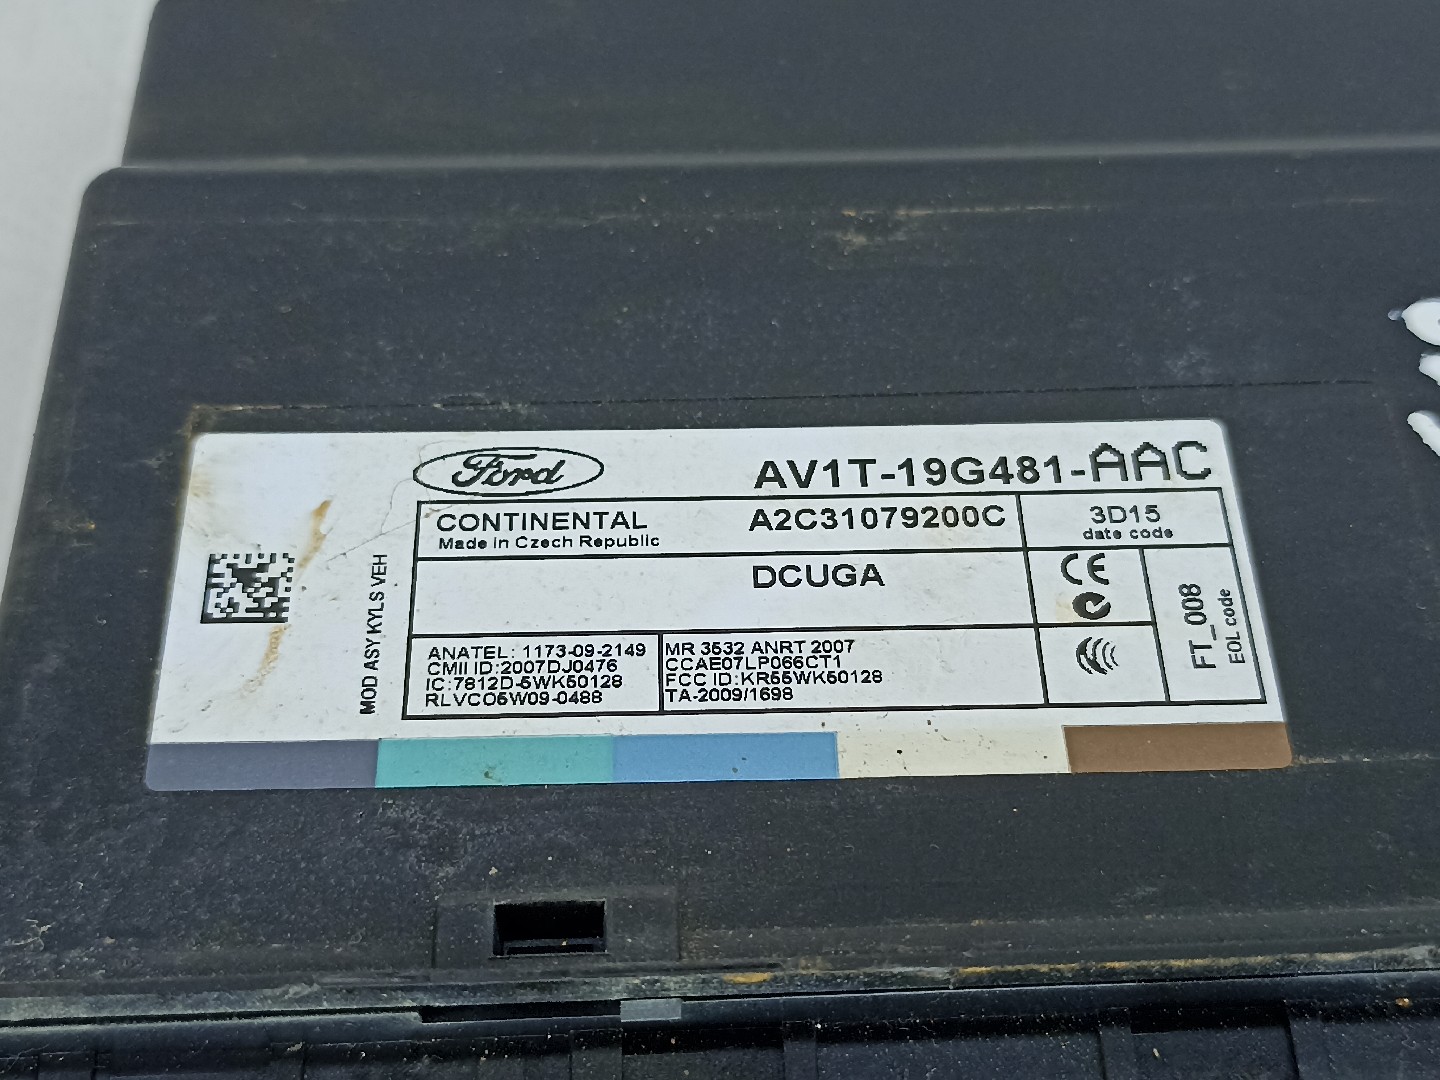 Ford
AV1T-19G481-AAC
CONTINENTAL
Made in Czech Republic
A2C31079200C
3D15
date code
DCUGA
CE
MOD ASY KYLS VEH
ANATEL: 1173-09-2149
CMII ID:2007DJ0476
IC:7812D-5WK50128
RLVCO5W09-0488
MR 3532 ANRT 2007
CCAE07LP066CT1
FCC ID:KR55WK50128
TA-2009/1698
FT_008
EOL code